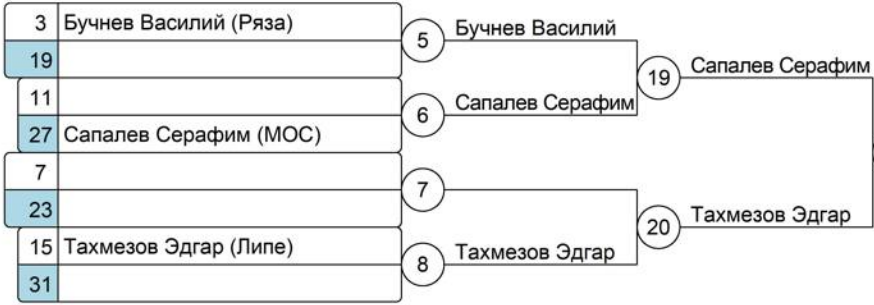 3 Бучнев Василий (Ряза)
19
11
27 Сапалев Серафим (МОС)
7
23
15 Тахмезов Эдгар (Липе)
31
5 Бучнев Василий
6 Сапалев Серафим
7
8 Тахмезов Эдгар
19 Сапалев Серафим
20 Тахмезов Эдгар